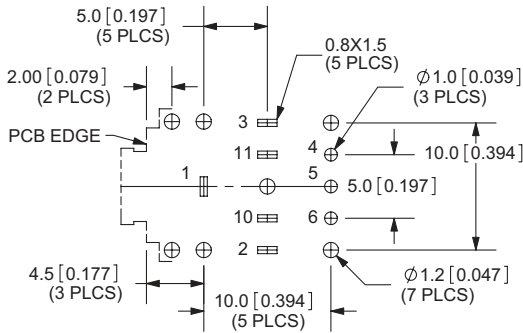 5.0 [0.197]
(5 PLCS)
0.8X1.5
(5 PLCS)
2.00 [0.079]
(2 PLCS)
Ø1.0 [0.039]
(3 PLCS)
PCB EDGE
3
4
11
10.0 [0.394]
1
5
5.0 [0.197]
10
6
2
4.5 [0.177]
(3 PLCS)
10.0 [0.394]
(5 PLCS)
Ø1.2 [0.047]
(7 PLCS)